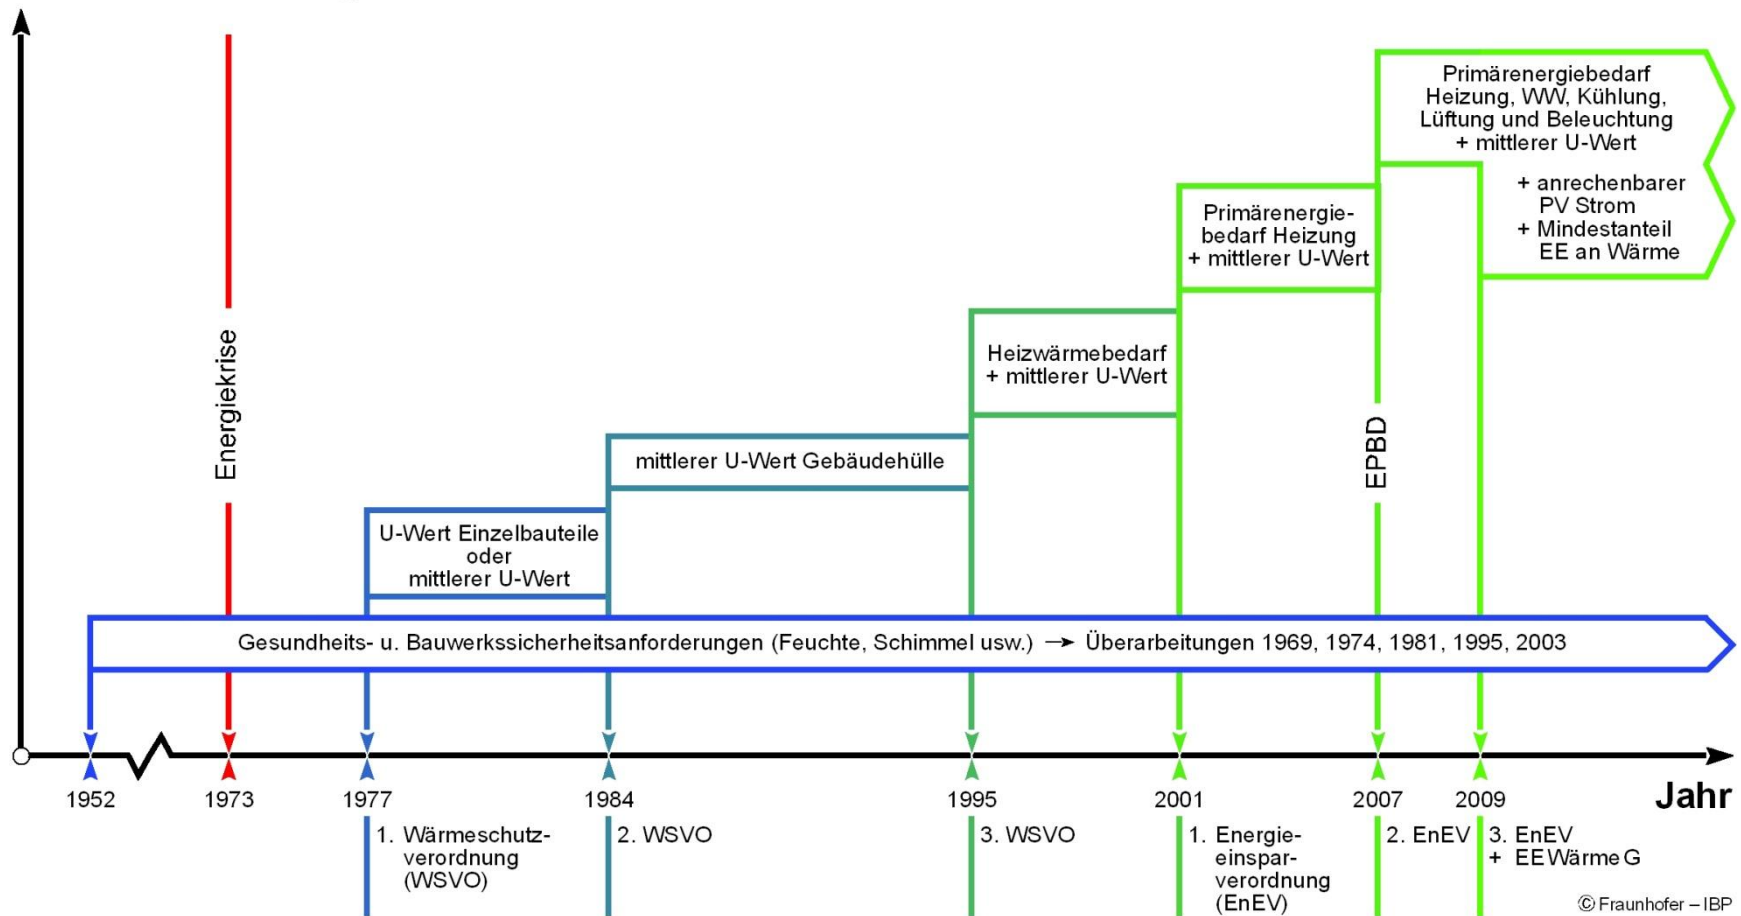 Primärenergiebedarf
Heizung, WW, Kühlung,
Lüftung und Beleuchtung
+ mittlerer U-Wert
+ anrechenbarer
PV Strom
+ Mindestanteil
EE an Wärme
Primärenergie-
bedarf Heizung
+ mittlerer U-Wert
Heizwärmebedarf
+ mittlerer U-Wert
Energiekrise
EPBD
mittlerer U-Wert Gebäudehülle
U-Wert Einzelbauteile
oder
mittlerer U-Wert
Gesundheits- u. Bauwerkssicherheitsanforderungen (Feuchte, Schimmel usw.) → Überarbeitungen 1969, 1974, 1981, 1995, 2003
1952 1973 1977 1984 1995 2001 2007 2009 Jahr
1. Wärmeschutz-
verordnung
(WSVO)
2. WSVO
3. WSVO
1. Energie-
einspar-
verordnung
(EnEV)
2. EnEV
3. EnEV
+ EEWärmeG
© Fraunhofer – IBP